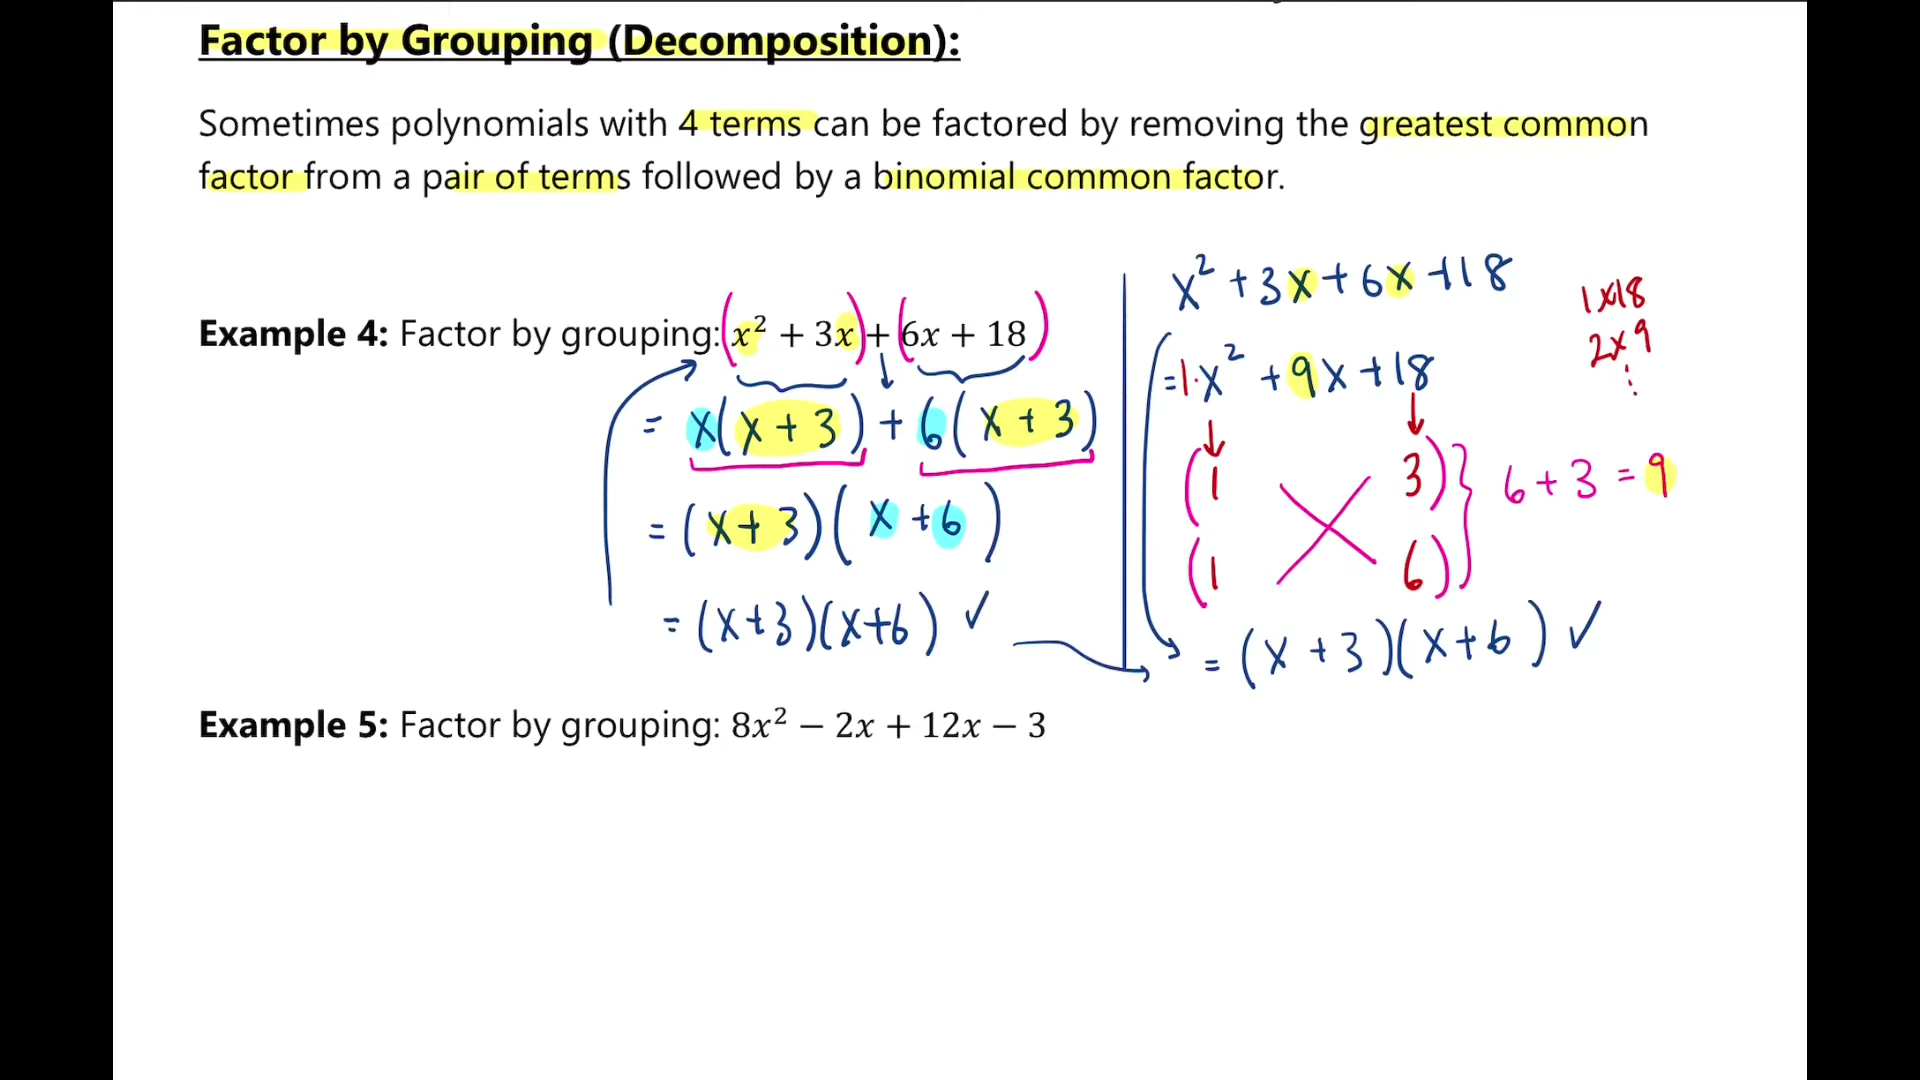 Factor by Grouping (Decomposition):
Sometimes polynomials with 4 terms can be factored by removing the greatest common
factor from a pair of terms followed by a binomial common factor.
Example 4: Factor by grouping: (x² + 3x) + (6x + 18)
= x(x + 3) + 6(x + 3)
= (x + 3)(x + 6)
= (x+3)(x+6) ✓
x² + 3x + 6x + 18
= 1·x² + 9x + 18
1x18
2x9
⋮
(1 3)} 6 + 3 = 9
(1 6)
= (x + 3)(x + 6) ✓
Example 5: Factor by grouping: 8x² − 2x + 12x − 3